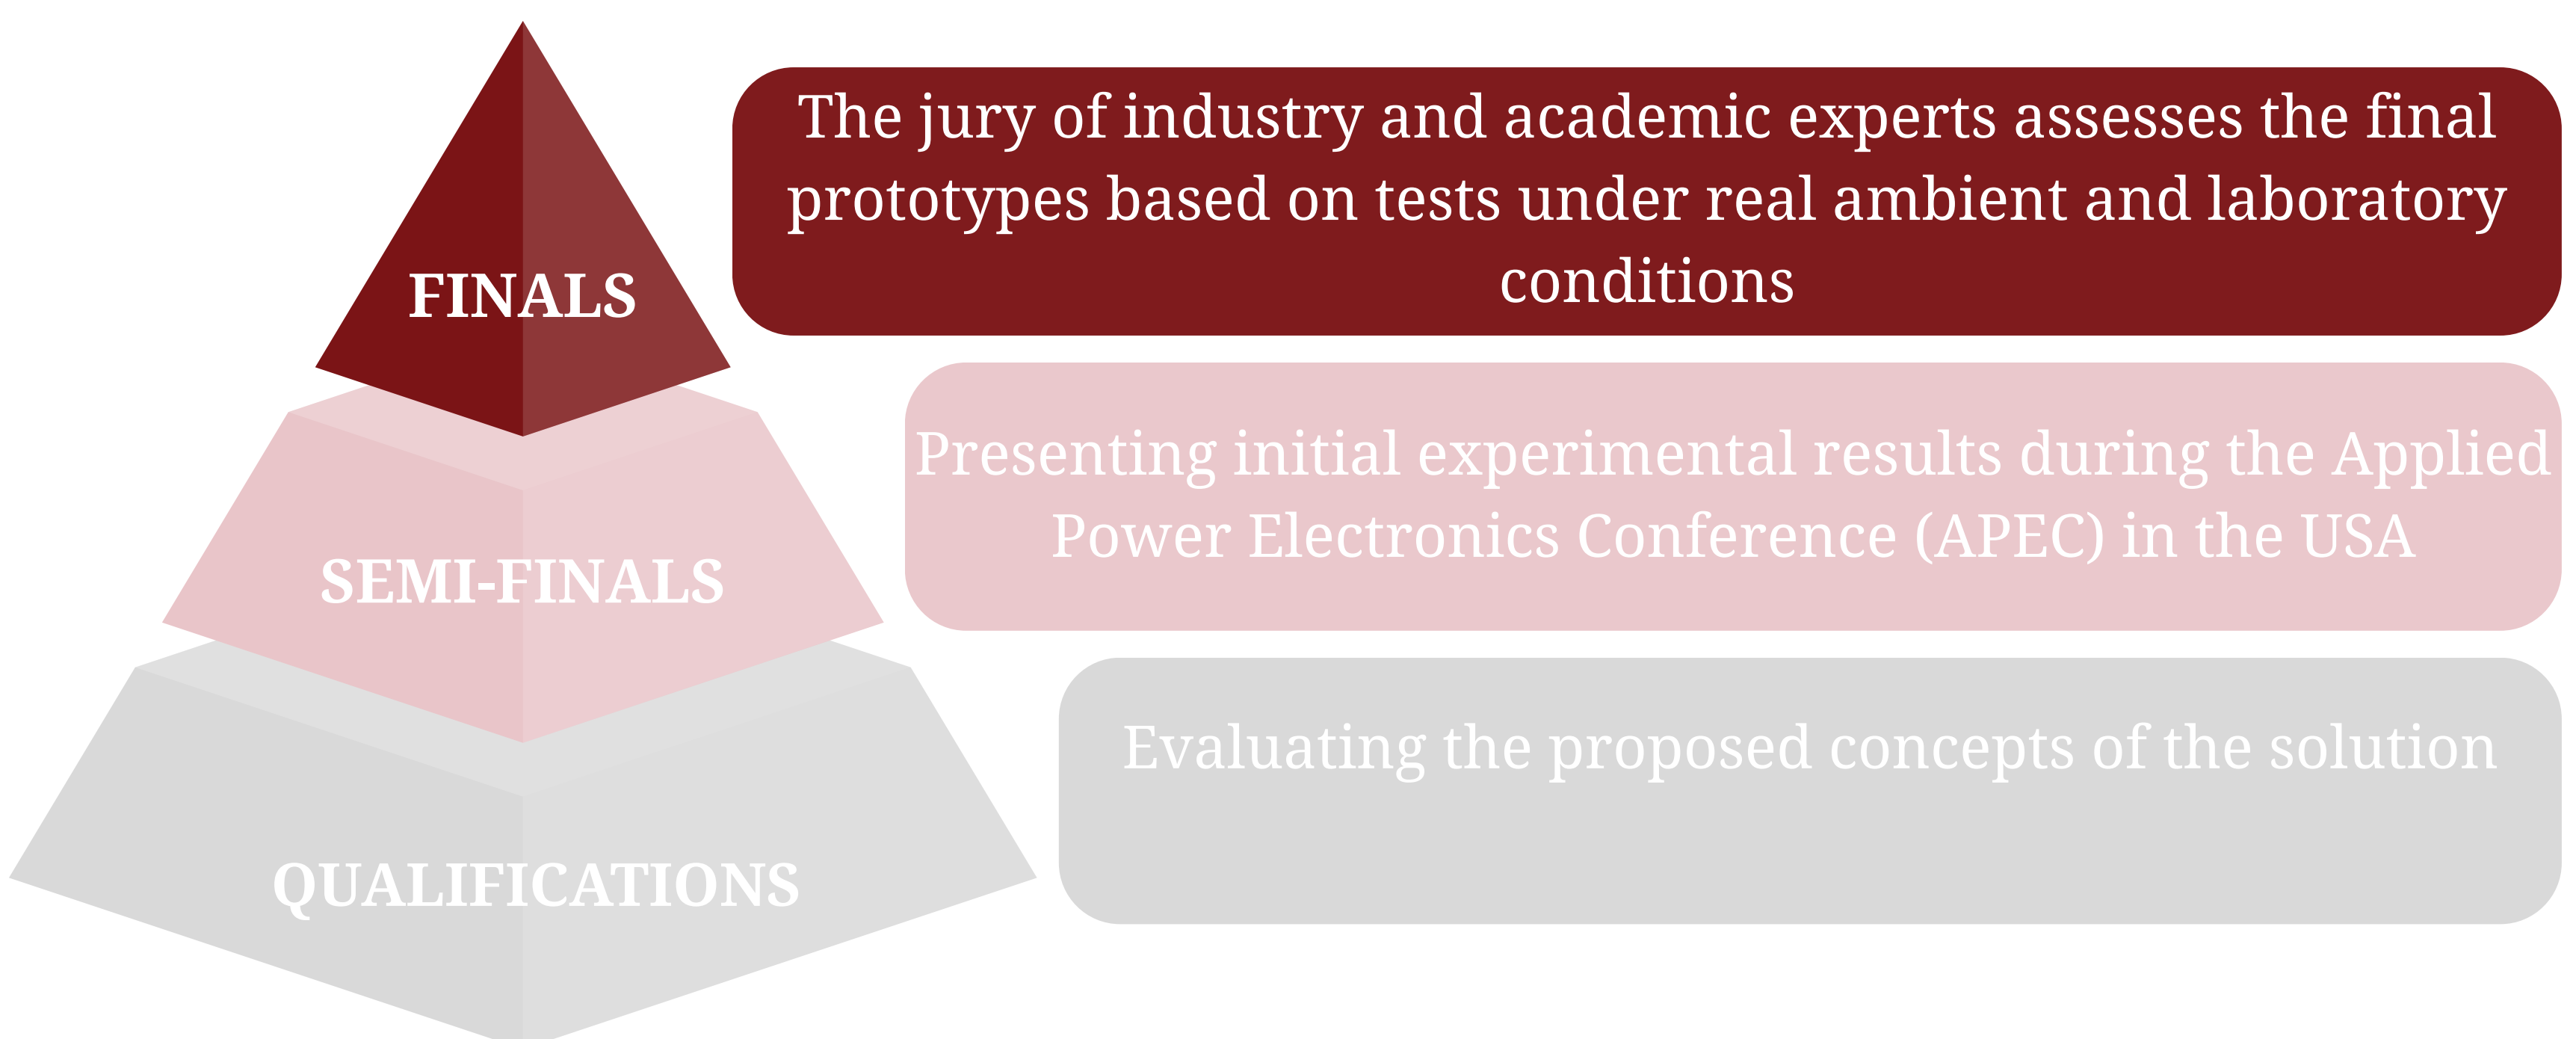 FINALS
The jury of industry and academic experts assesses the final
prototypes based on tests under real ambient and laboratory
conditions
SEMI-FINALS
Presenting initial experimental results during the Applied
Power Electronics Conference (APEC) in the USA
QUALIFICATIONS
Evaluating the proposed concepts of the solution